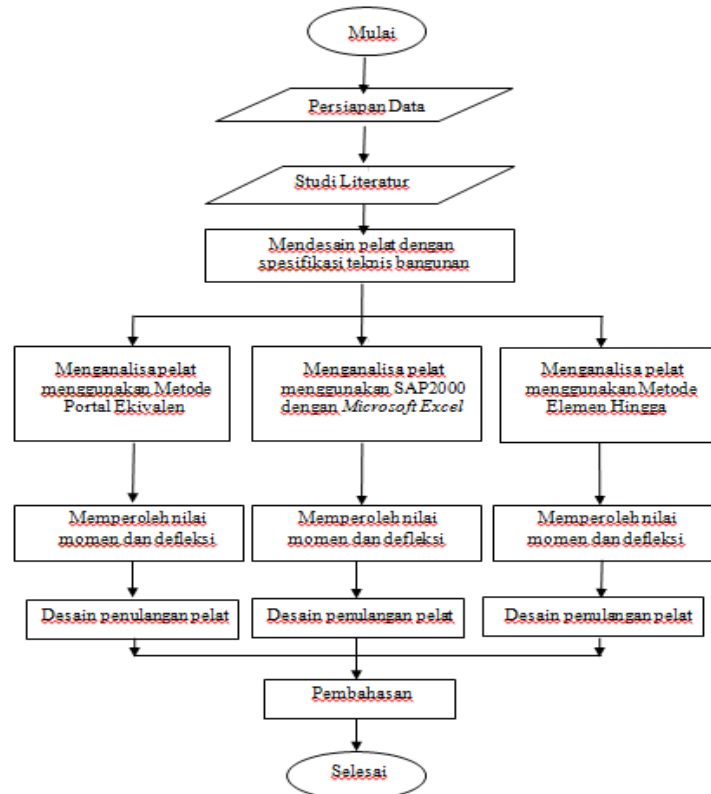 Mulai
Persiapan Data
Studi Literatur
Mendesain pelat dengan
spesifikasi teknis bangunan
Menganalisa pelat
menggunakan Metode
Portal Ekivalen
Menganalisa pelat
menggunakan SAP2000
dengan Microsoft Excel
Menganalisa pelat
menggunakan Metode
Elemen Hingga
Memperoleh nilai
momen dan defleksi
Memperoleh nilai
momen dan defleksi
Memperoleh nilai
momen dan defleksi
Desain penulangan pelat
Desain penulangan pelat
Desain penulangan pelat
Pembahasan
Selesai